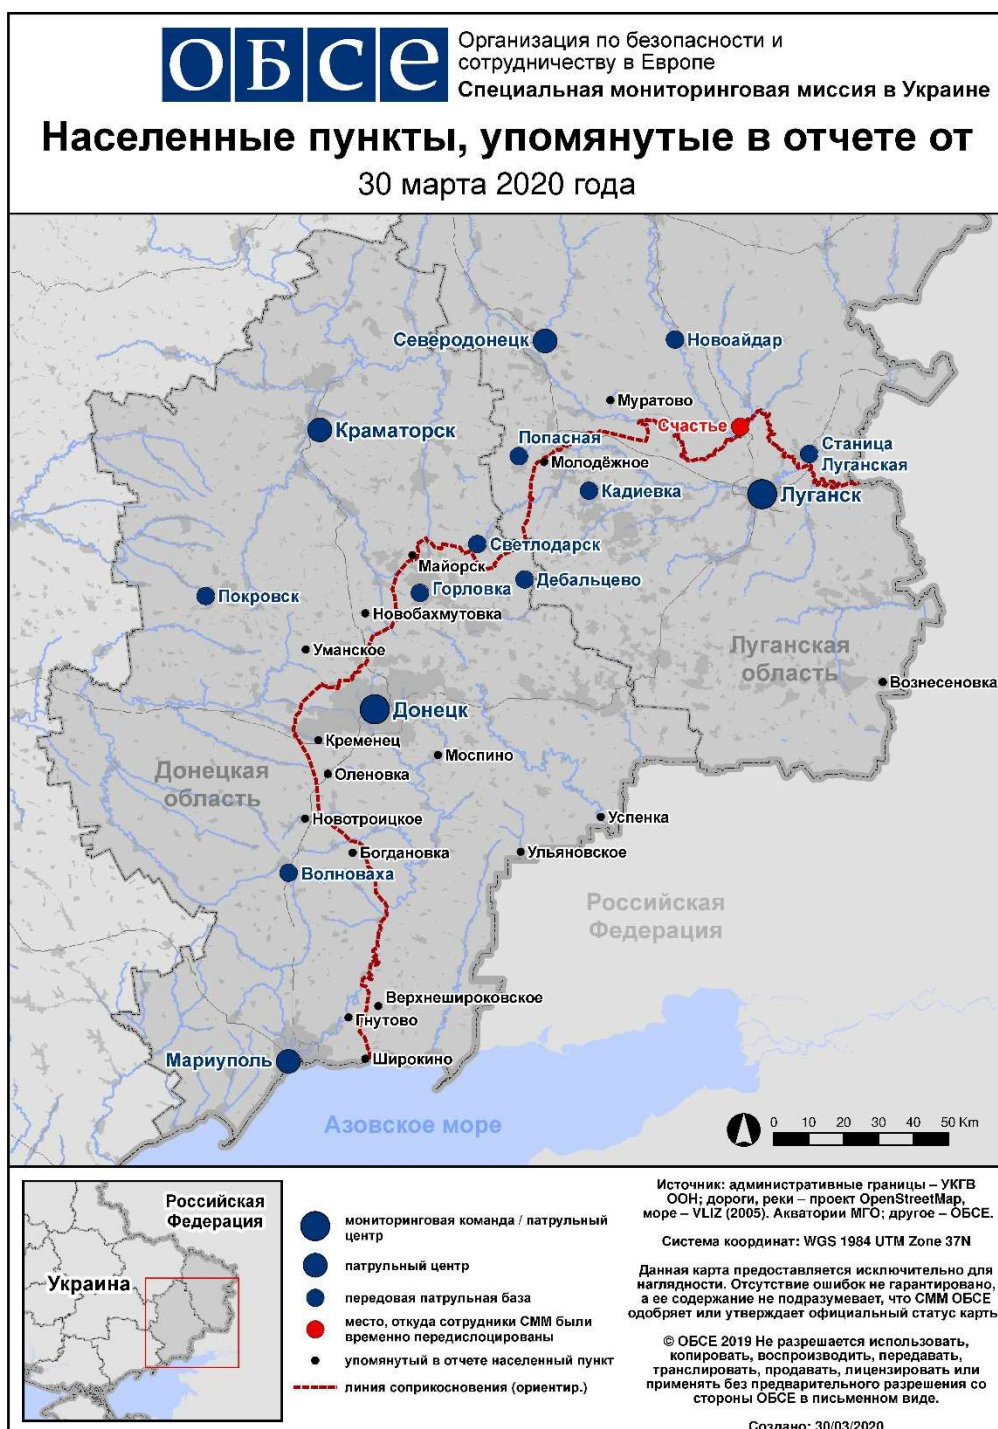 ОБСЕ
Организация по безопасности и
сотрудничеству в Европе
Специальная мониторинговая миссия в Украине
Населенные пункты, упомянутые в отчете от
30 марта 2020 года
Северодонецк
Новоайдар
Муратово
Счастье
Краматорск
Попасная
Станица
Луганская
Молодёжное
Кадиевка
Луганск
Светлодарск
Майорск
Дебальцево
Горловка
Покровск
Новобахмутовка
Уманское
Луганская
область
Вознесеновка
Донецк
Кременец
Моспино
Донецкая
область
Оленовка
Новотроицкое
Успенка
Богдановка
Ульяновское
Волноваха
Российская
Федерация
Верхнешироковское
Гнутово
Мариуполь
Широкино
Азовское море
0 10 20 30 40 50 Km
Российская
Федерация
Украина
мониторинговая команда / патрульный
центр
патрульный центр
передовая патрульная база
место, откуда сотрудники СММ были
временно передислоцированы
упомянутый в отчете населенный пункт
линия соприкосновения (ориентир.)
Источник: административные границы – УКГВ
ООН; дороги, реки – проект OpenStreetMap,
море – VLIZ (2005). Акватории МГО; другое – ОБСЕ.
Система координат: WGS 1984 UTM Zone 37N
Данная карта предоставляется исключительно для
наглядности. Отсутствие ошибок не гарантировано,
а ее содержание не подразумевает, что СММ ОБСЕ
одобряет или утверждает официальный статус карты
© ОБСЕ 2019 Не разрешается использовать,
копировать, воспроизводить, передавать,
транслировать, продавать, лицензировать или
применять без предварительного разрешения со
стороны ОБСЕ в письменном виде.
Создано: 30/03/2020